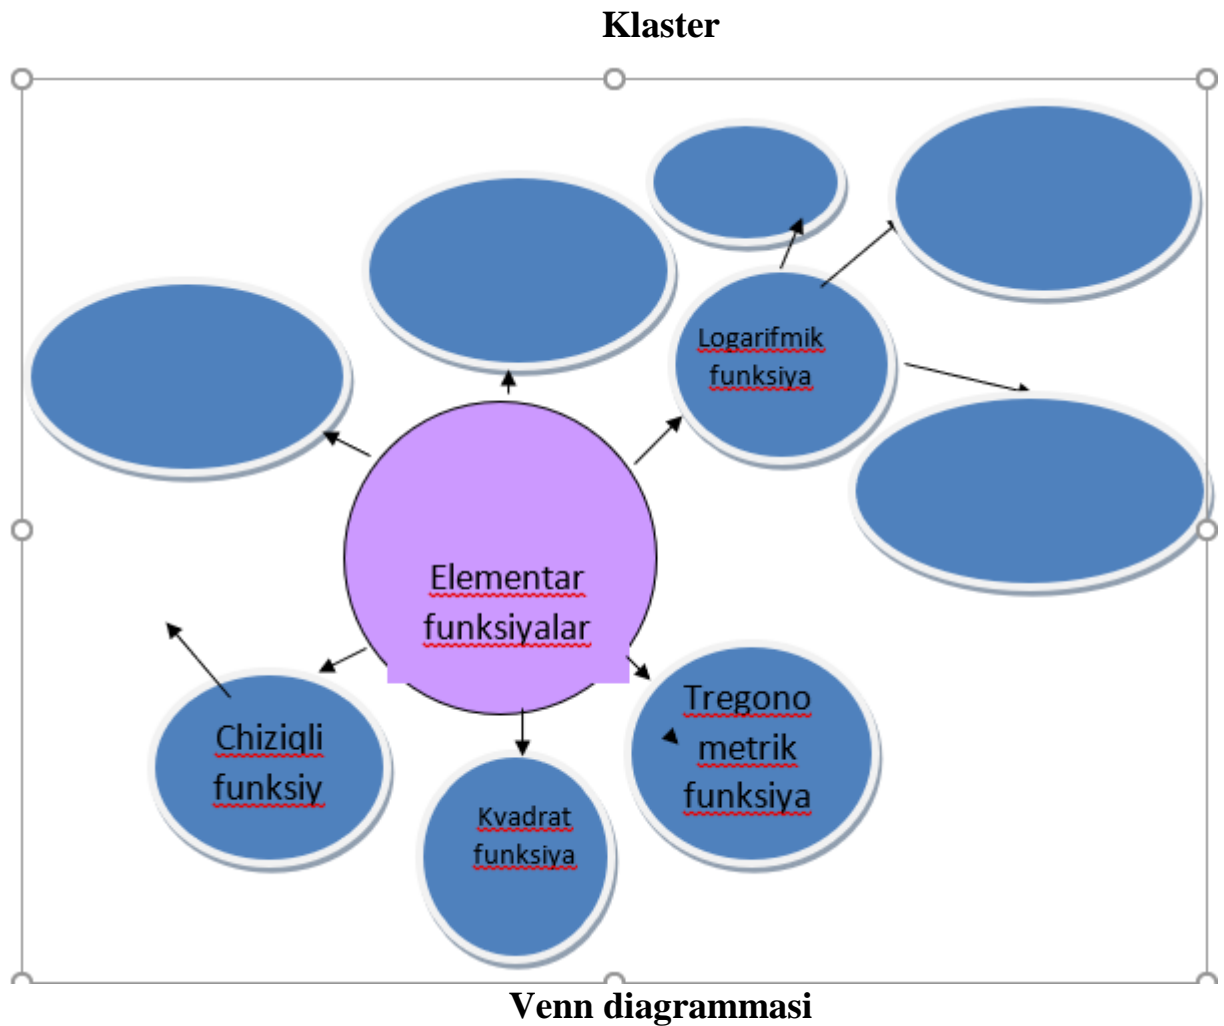 Klaster
Logarifmik
funksiya
Elementar
funksiyalar
Chiziqli
funksiy
Kvadrat
funksiya
Tregono
metrik
funksiya
Venn diagrammasi